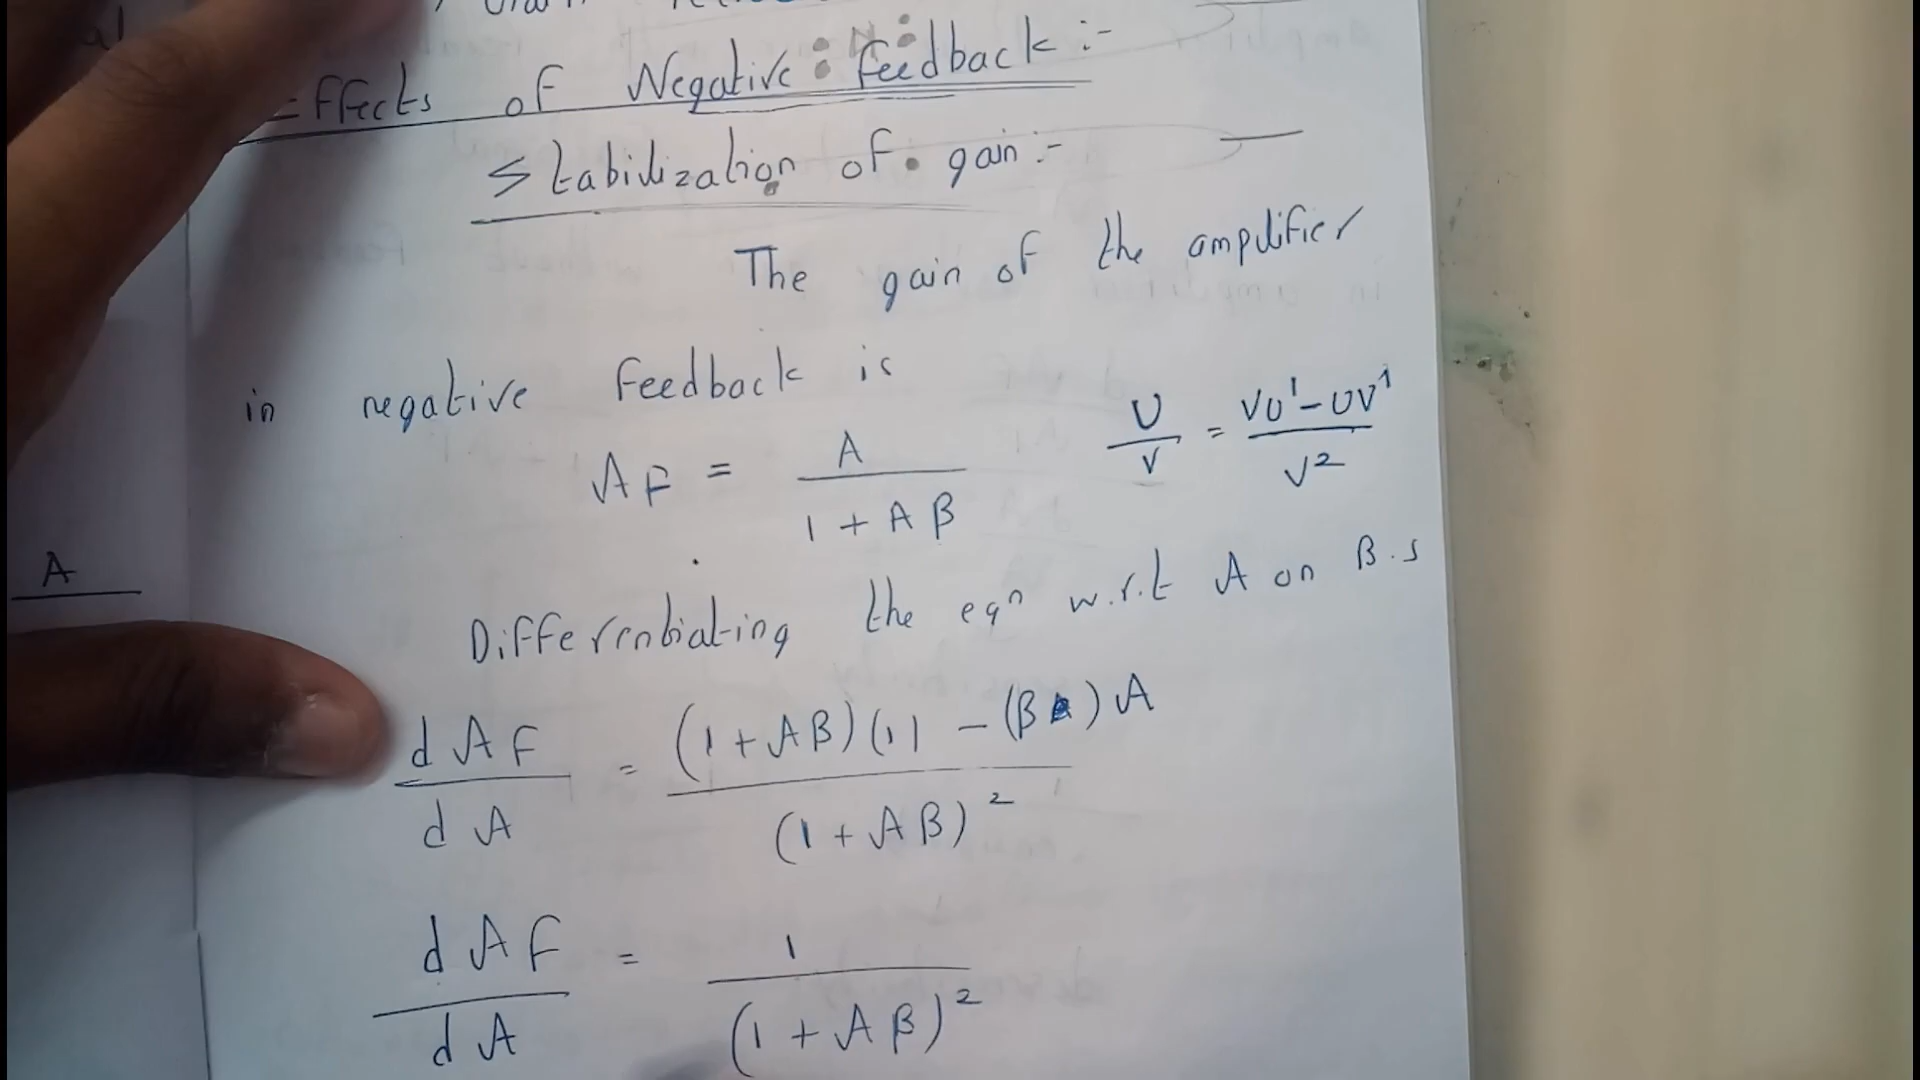 Effects of Negative feedback :-
Stabilization of gain :-
The gain of the amplifier
in negative feedback is
AF = A / 1 + Aβ
U / V = VU' - UV' / V²
Differentiating the eqⁿ w.r.t A on B.S
dAF / dA = (1 + Aβ)(1) - (β)A / (1 + Aβ)²
dAF / dA = 1 / (1 + Aβ)²
A